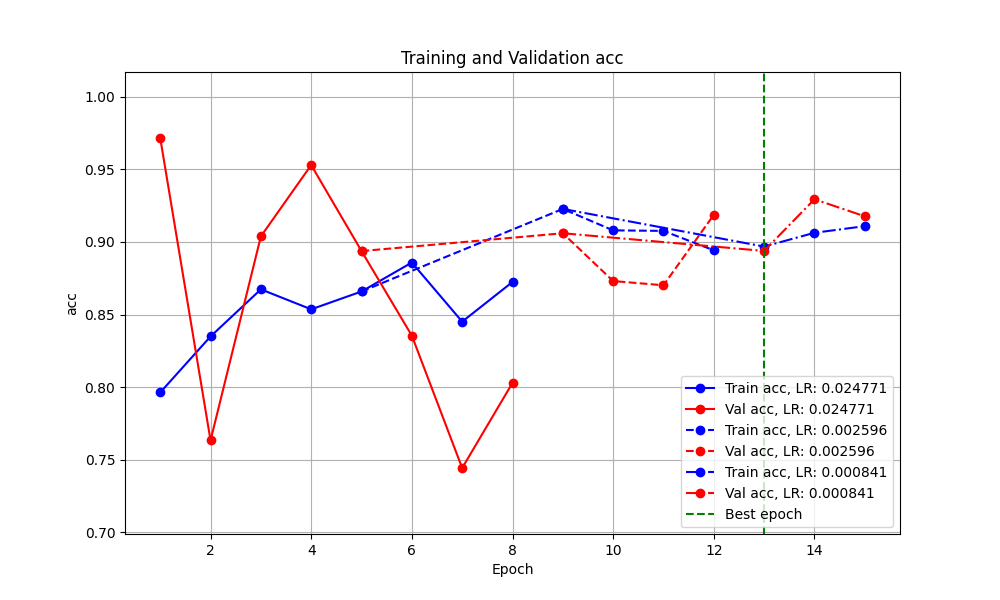 Training and Validation acc
acc
1.00
0.95
0.90
0.85
0.80
0.75
0.70
Train acc, LR: 0.024771
Val acc, LR: 0.024771
Train acc, LR: 0.002596
Val acc, LR: 0.002596
Train acc, LR: 0.000841
Val acc, LR: 0.000841
Best epoch
2 4 6 8 10 12 14
Epoch